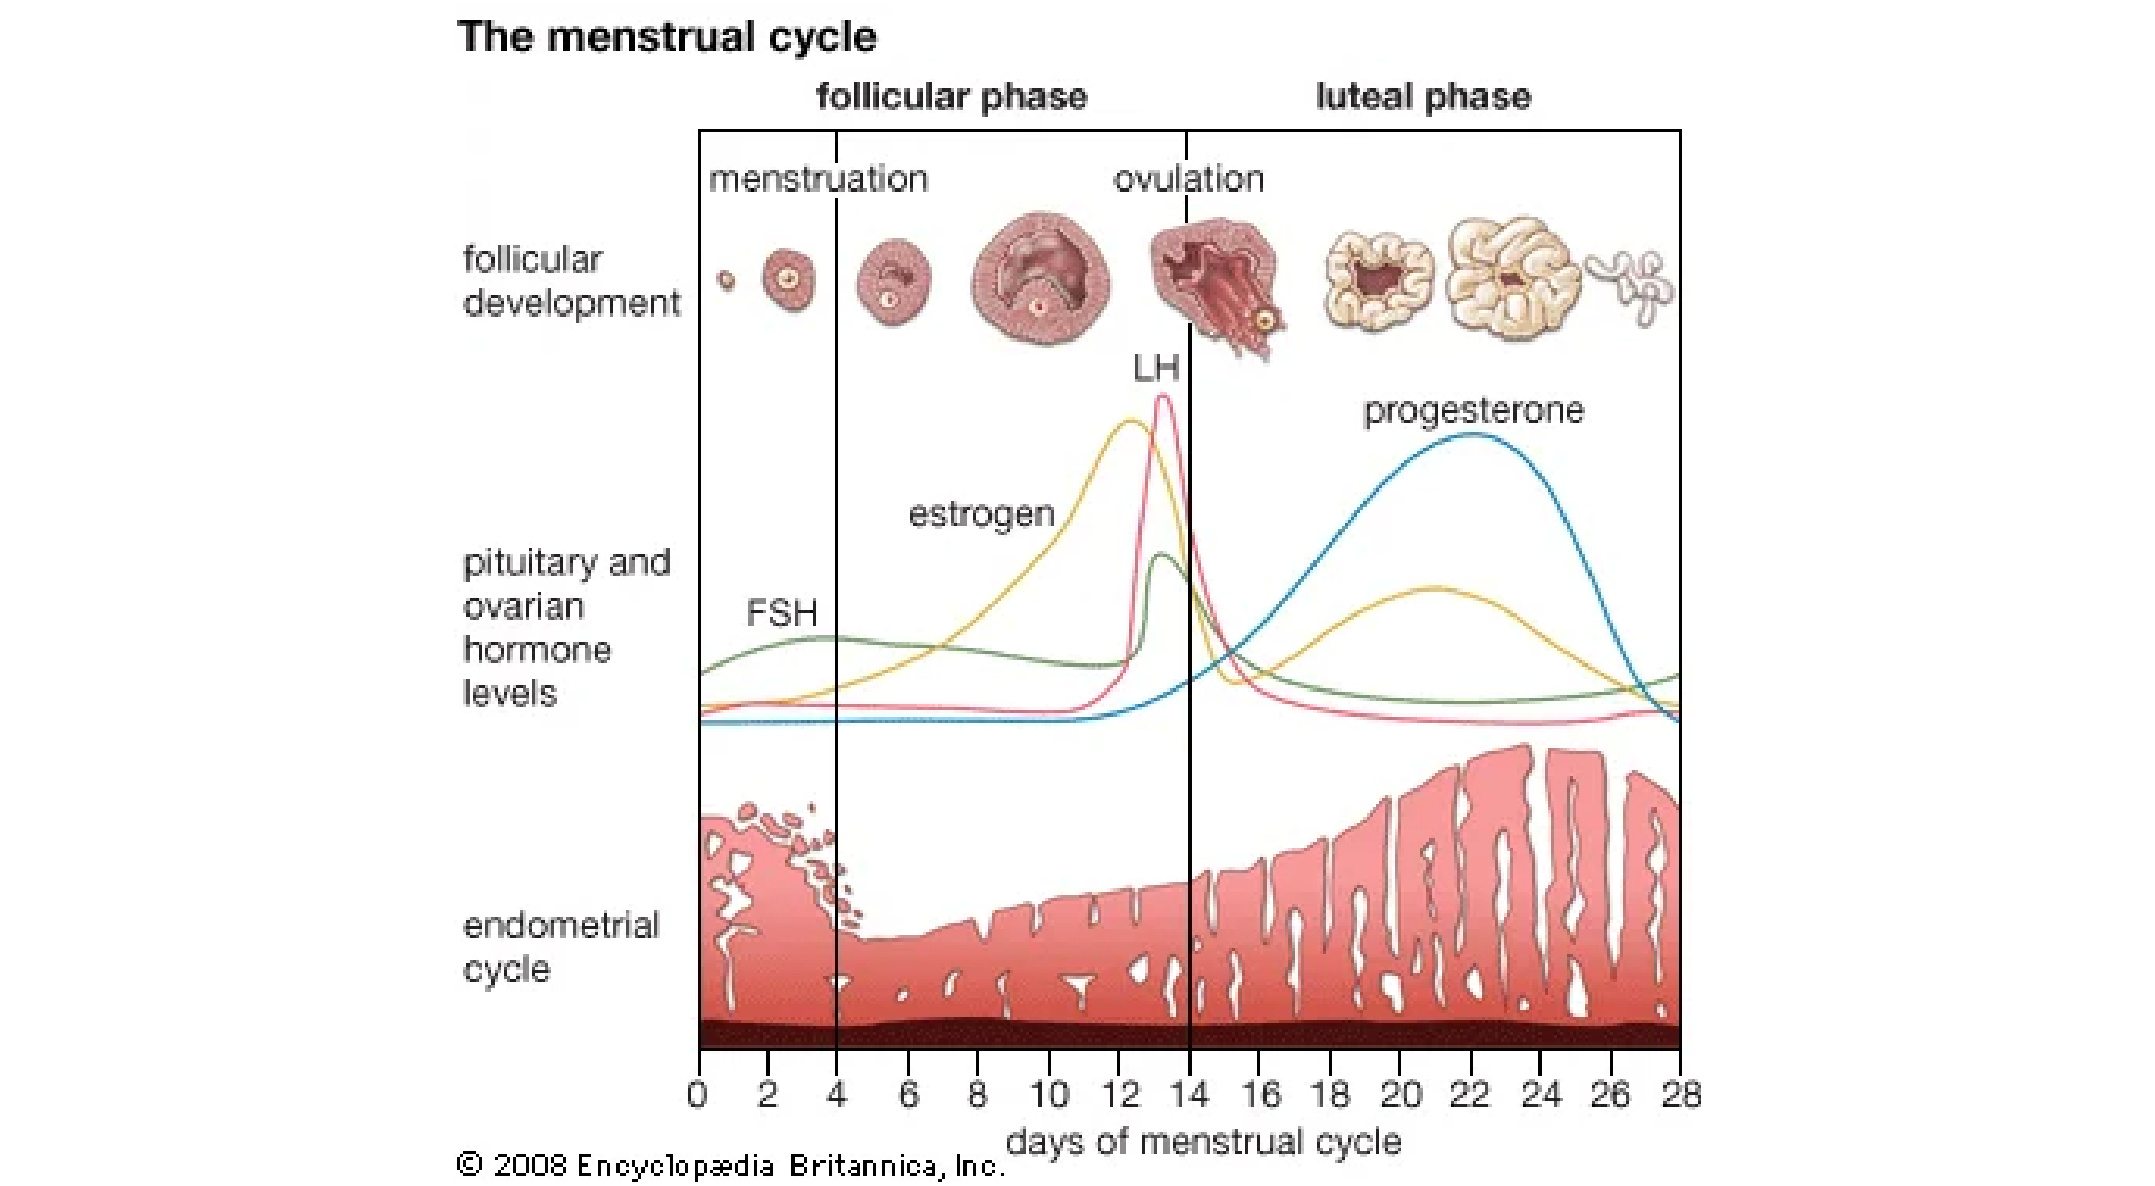 The menstrual cycle
follicular phase
luteal phase
menstruation
ovulation
follicular
development
LH
progesterone
estrogen
FSH
pituitary and
ovarian
hormone
levels
endometrial
cycle
0 2 4 6 8 10 12 14 16 18 20 22 24 26 28
days of menstrual cycle
© 2008 Encyclopædia Britannica, Inc.